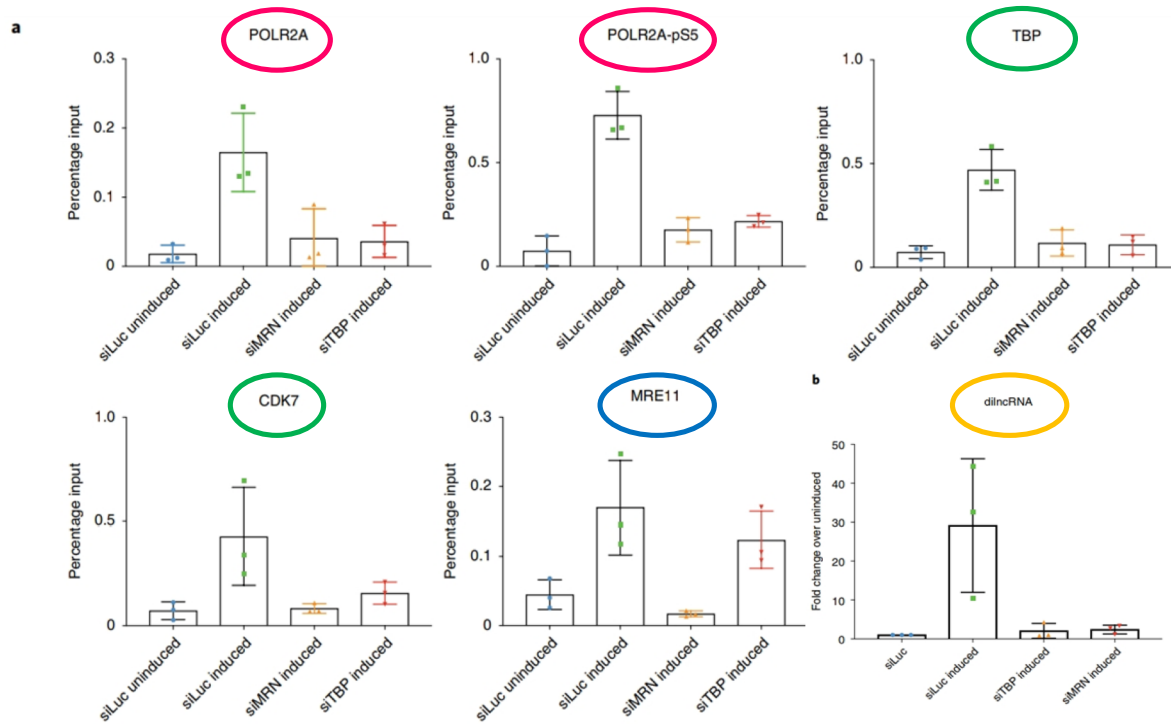 a
POLR2A
0.3
0.2
0.1
0
Percentage input
siLuc uninduced
siLuc induced
siMRN induced
siTBP induced
POLR2A-pS5
1.0
0.5
0
Percentage input
siLuc uninduced
siLuc induced
siMRN induced
siTBP induced
TBP
1.0
0.5
0
Percentage input
siLuc uninduced
siLuc induced
siMRN induced
siTBP induced
CDK7
1.0
0.5
0
Percentage input
siLuc uninduced
siLuc induced
siMRN induced
siTBP induced
MRE11
0.3
0.2
0.1
0
Percentage input
siLuc uninduced
siLuc induced
siMRN induced
siTBP induced
b
dilncRNA
50
40
30
20
10
0
Fold change over uninduced
siLuc
siLuc induced
siTBP induced
siMRN induced